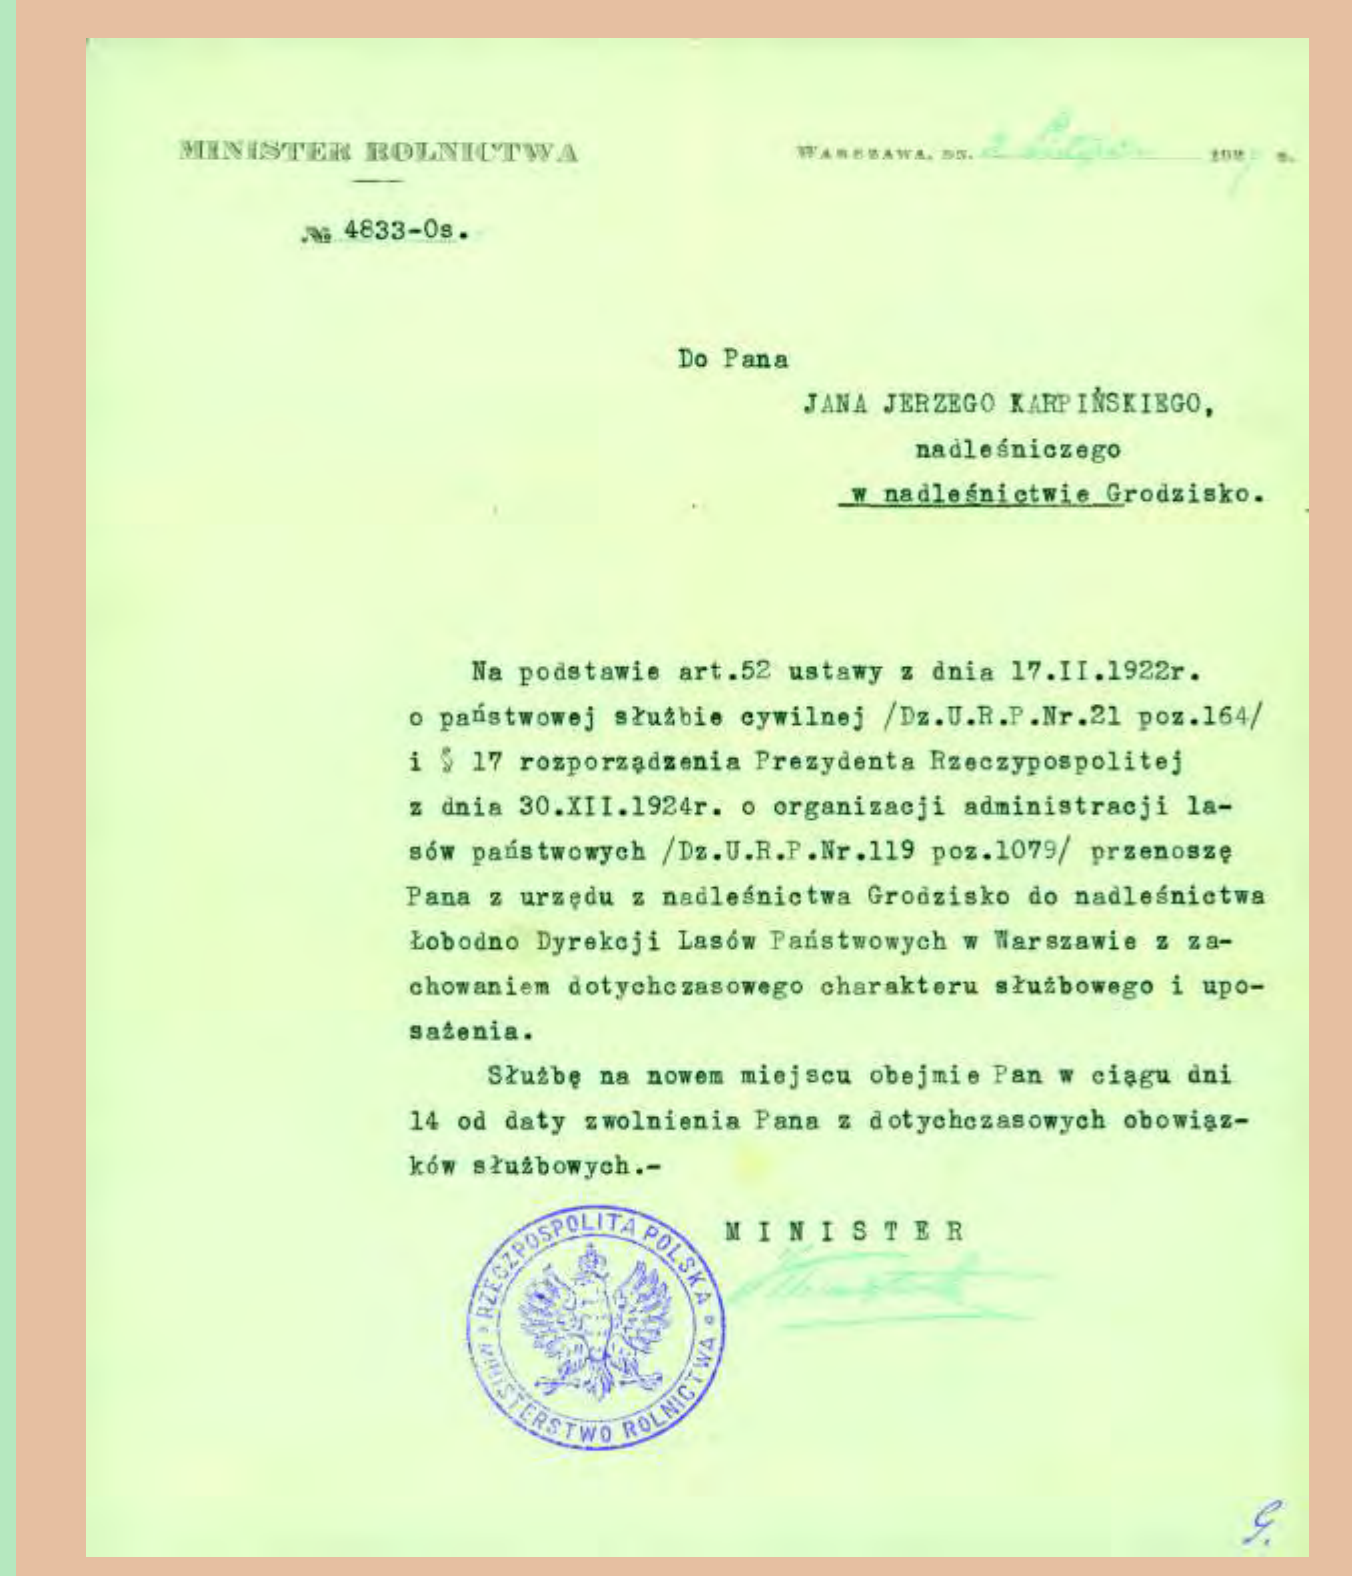 MINISTER ROLNICTWA
WARSZAWA, DN. 2 192 R.
№ 4833-Os.
Do Pana
JANA JERZEGO KARPIŃSKIEGO,
nadleśniczego
w nadleśnictwie Grodzisko.
Na podstawie art.52 ustawy z dnia 17.II.1922r.
o państwowej służbie cywilnej /Dz.U.R.P.Nr.21 poz.164/
i § 17 rozporządzenia Prezydenta Rzeczypospolitej
z dnia 30.XII.1924r. o organizacji administracji la-
sów państwowych /Dz.U.R.P.Nr.119 poz.1079/ przenoszę
Pana z urzędu z nadleśnictwa Grodzisko do nadleśnictwa
Łobodno Dyrekcji Lasów Państwowych w Warszawie z za-
chowaniem dotychczasowego charakteru służbowego i upo-
sażenia.
Służbę na nowem miejscu obejmie Pan w ciągu dni
14 od daty zwolnienia Pana z dotychczasowych obowiąz-
ków służbowych.-
MINISTER
RZECZPOSPOLITA POLSKA
MINISTERSTWO ROLNICTWA
G.